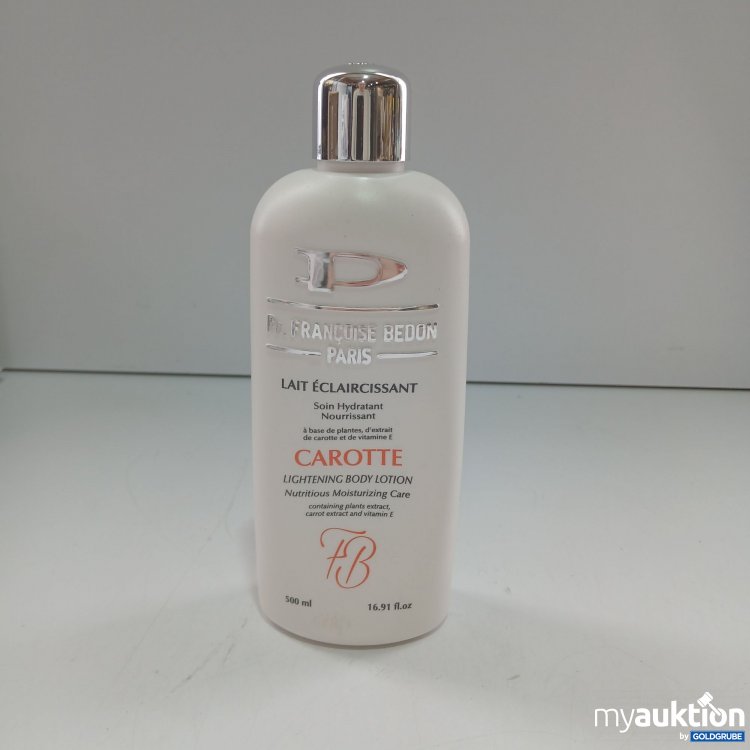 Pr. FRANÇOISE BEDON
PARIS
LAIT ÉCLAIRCISSANT
Soin Hydratant
Nourrissant
à base de plantes, d'extrait
de carotte et de vitamine E
CAROTTE
LIGHTENING BODY LOTION
Nutritious Moisturizing Care
containing plants extract,
carrot extract and vitamin E
FB
500 ml 16.91 fl.oz
myauktion
by GOLDGRUBE